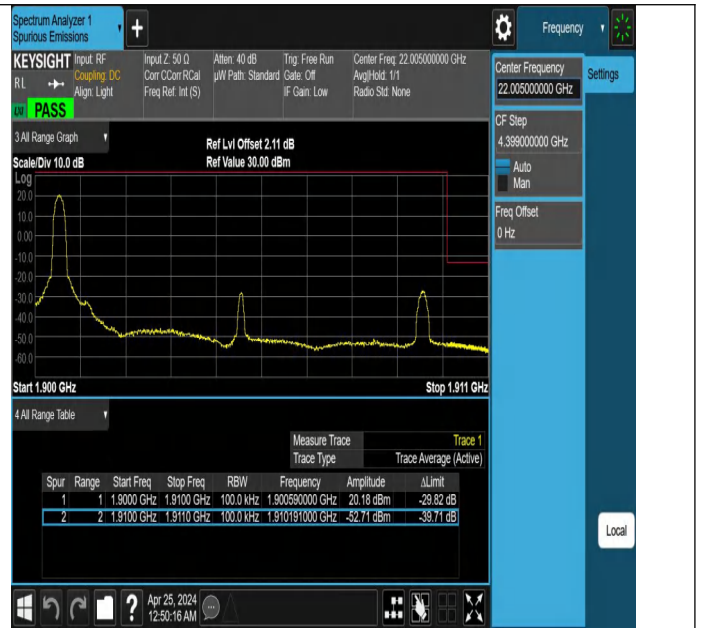 Spectrum Analyzer 1
Spurious Emissions
Frequency
KEYSIGHT
RL
Input: RF
Coupling: DC
Align: Light
Input Z: 50 Ω
Corr CCorr RCal
Freq Ref: Int (S)
Atten: 40 dB
µW Path: Standard
Trig: Free Run
Gate: Off
IF Gain: Low
Center Freq: 22.005000000 GHz
Avg|Hold: 1/1
Radio Std: None
PASS
Center Frequency
22.005000000 GHz
Settings
CF Step
4.399000000 GHz
Auto
Man
Freq Offset
0 Hz
3 All Range Graph
Ref Lvl Offset 2.11 dB
Scale/Div 10.0 dB
Ref Value 30.00 dBm
Log
20.0
10.0
0.00
-10.0
-20.0
-30.0
-40.0
-50.0
-60.0
Start 1.900 GHz
Stop 1.911 GHz
4 All Range Table
Measure Trace Trace 1
Trace Type Trace Average (Active)
Spur Range Start Freq Stop Freq RBW Frequency Amplitude ΔLimit
1 1 1.9000 GHz 1.9100 GHz 100.0 kHz 1.900590000 GHz 20.18 dBm -29.82 dB
2 2 1.9100 GHz 1.9110 GHz 100.0 kHz 1.910191000 GHz -52.71 dBm -39.71 dB
Local
?
Apr 25, 2024
12:50:16 AM